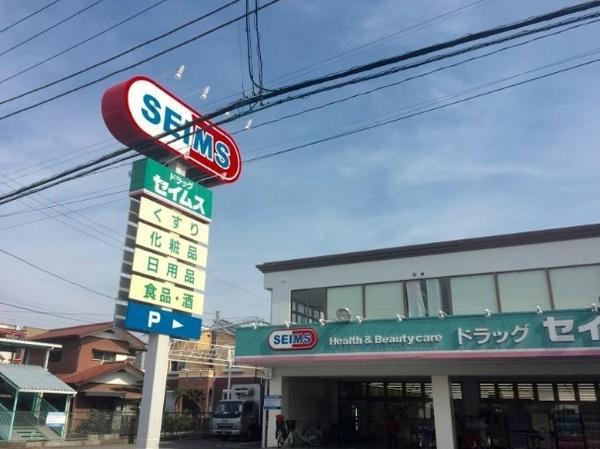 SEIMS
ドラッグ
セイムス
くすり
化粧品
日用品
食品・酒
P
SEIMS Health & Beauty care ドラッグ セイム